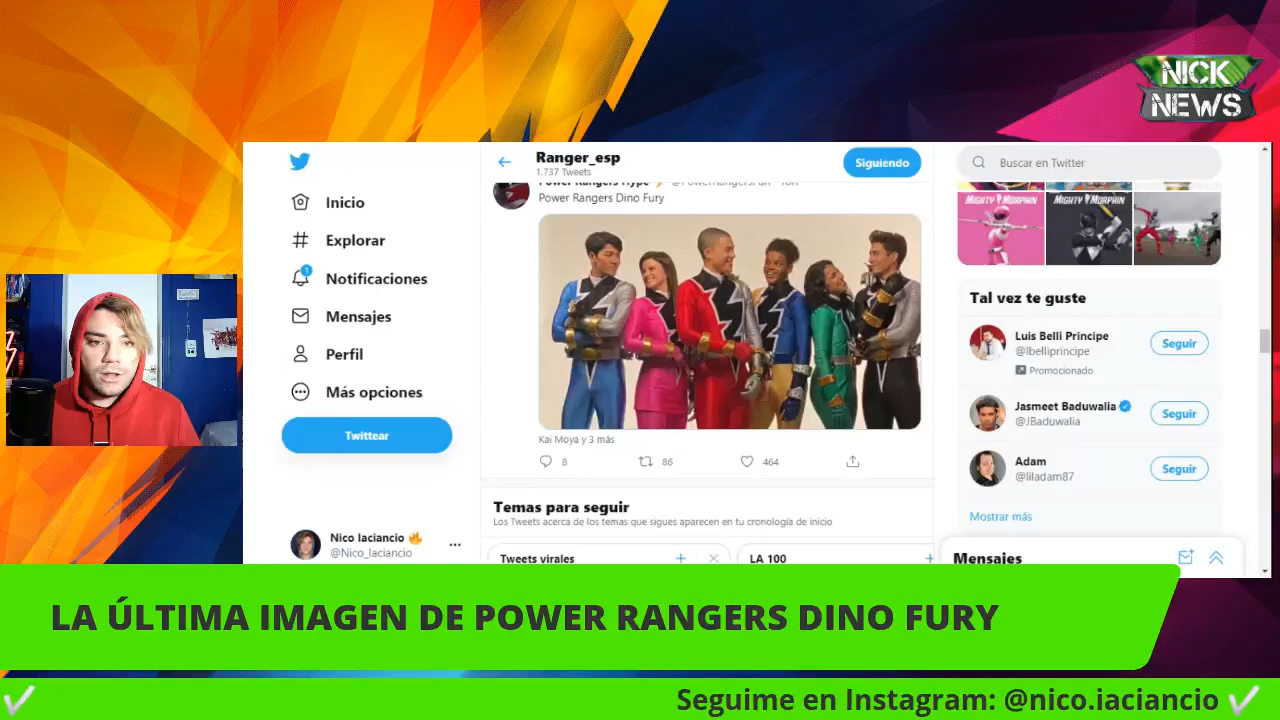 NICK
NEWS
Inicio
Explorar
1
Notificaciones
Mensajes
Perfil
Más opciones
Twittear
Nico Iaciancio
@Nico_Iaciancio
Ranger_esp
1.737 Tweets
Siguiendo
Power Rangers Hype
Power Rangers Dino Fury
Kai Moya y 3 más
8 86 464
Temas para seguir
Los Tweets acerca de los temas que sigues aparecen en tu cronología de inicio
Tweets virales
LA 100
Buscar en Twitter
MIGHTY MORPHIN MIGHTY MORPHIN
Tal vez te guste
Luis Belli Principe
@lbelliprincipe
Promocionado
Seguir
Jasmeet Baduwalia
@JBaduwalia
Seguir
Adam
@liladam87
Seguir
Mostrar más
Mensajes
LA ÚLTIMA IMAGEN DE POWER RANGERS DINO FURY
Seguime en Instagram: @nico.iaciancio